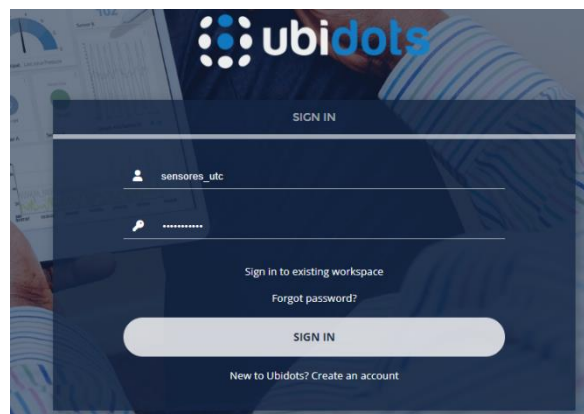 ubidots
SIGN IN
sensores_utc
•••••••••••
Sign in to existing workspace
Forgot password?
SIGN IN
New to Ubidots? Create an account